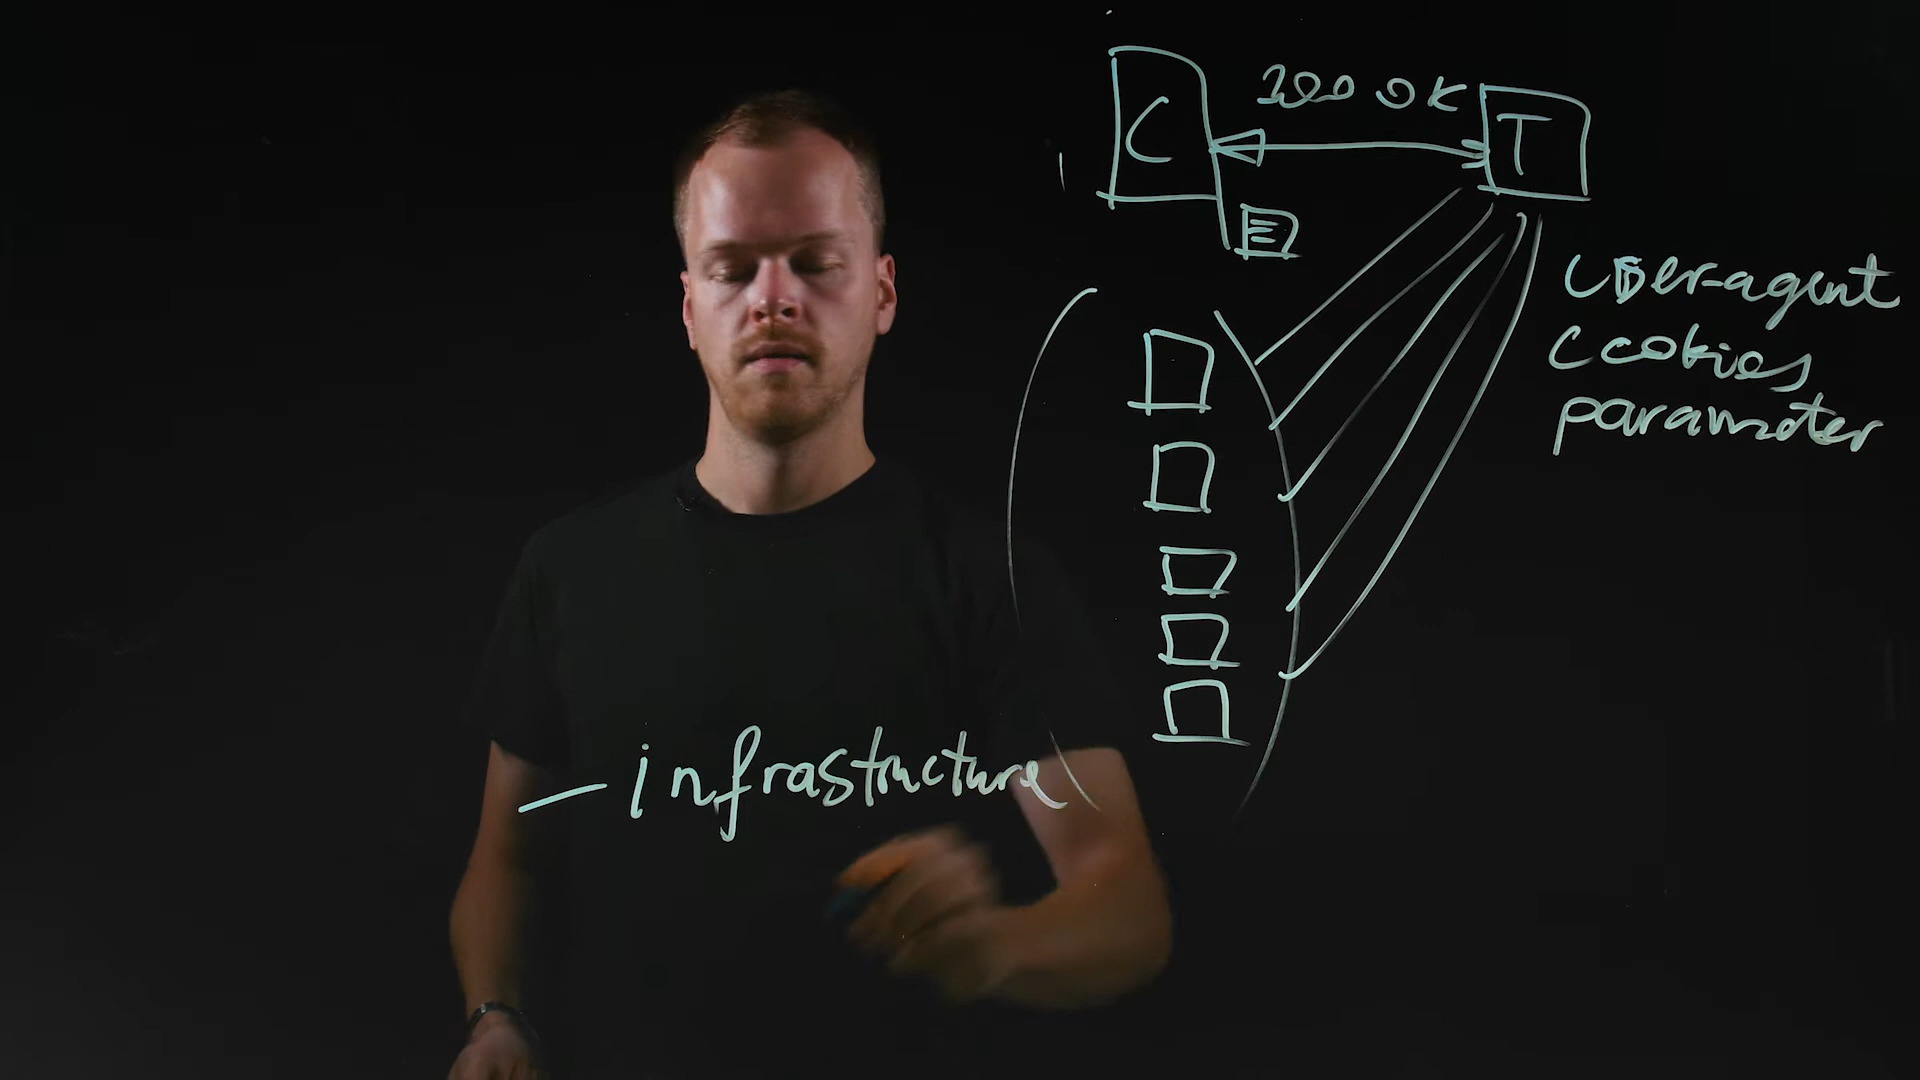 C
200 OK
T
User-agent
Cookies
parameter
- infrastructure